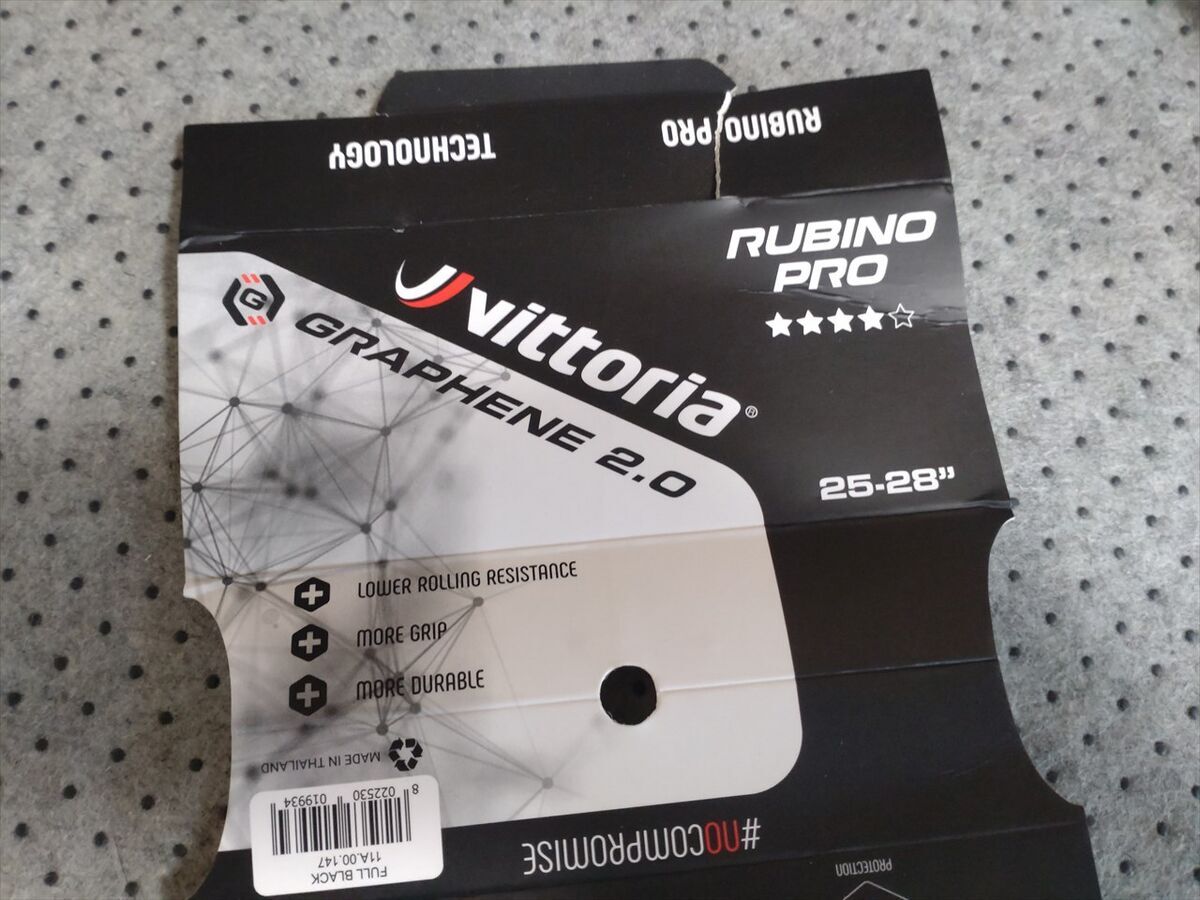 TECHNOLOGY
RUBINO PRO
RUBINO
PRO
vittoria®
G
GRAPHENE 2.0
25-28”
LOWER ROLLING RESISTANCE
MORE GRIP
MORE DURABLE
MADE IN THAILAND
#NOCOMPROMISE
PROTECTION
FULL BLACK
11A.00.147
8 022530 019934